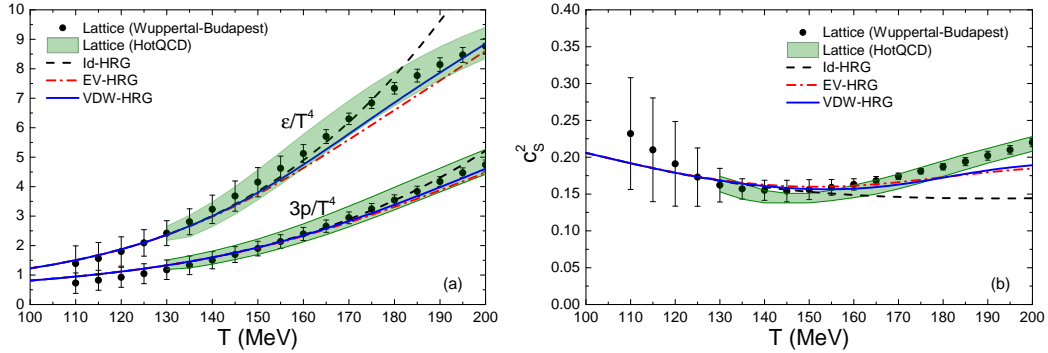 10
9
8
7
6
5
4
3
2
1
0
Lattice (Wuppertal-Budapest)
Lattice (HotQCD)
Id-HRG
EV-HRG
VDW-HRG
ε/T⁴
3p/T⁴
(a)
100 110 120 130 140 150 160 170 180 190 200
T (MeV)
0.40
0.35
0.30
0.25
0.20
0.15
0.10
0.05
0.00
c_S²
Lattice (Wuppertal-Budapest)
Lattice (HotQCD)
Id-HRG
EV-HRG
VDW-HRG
(b)
100 110 120 130 140 150 160 170 180 190 200
T (MeV)